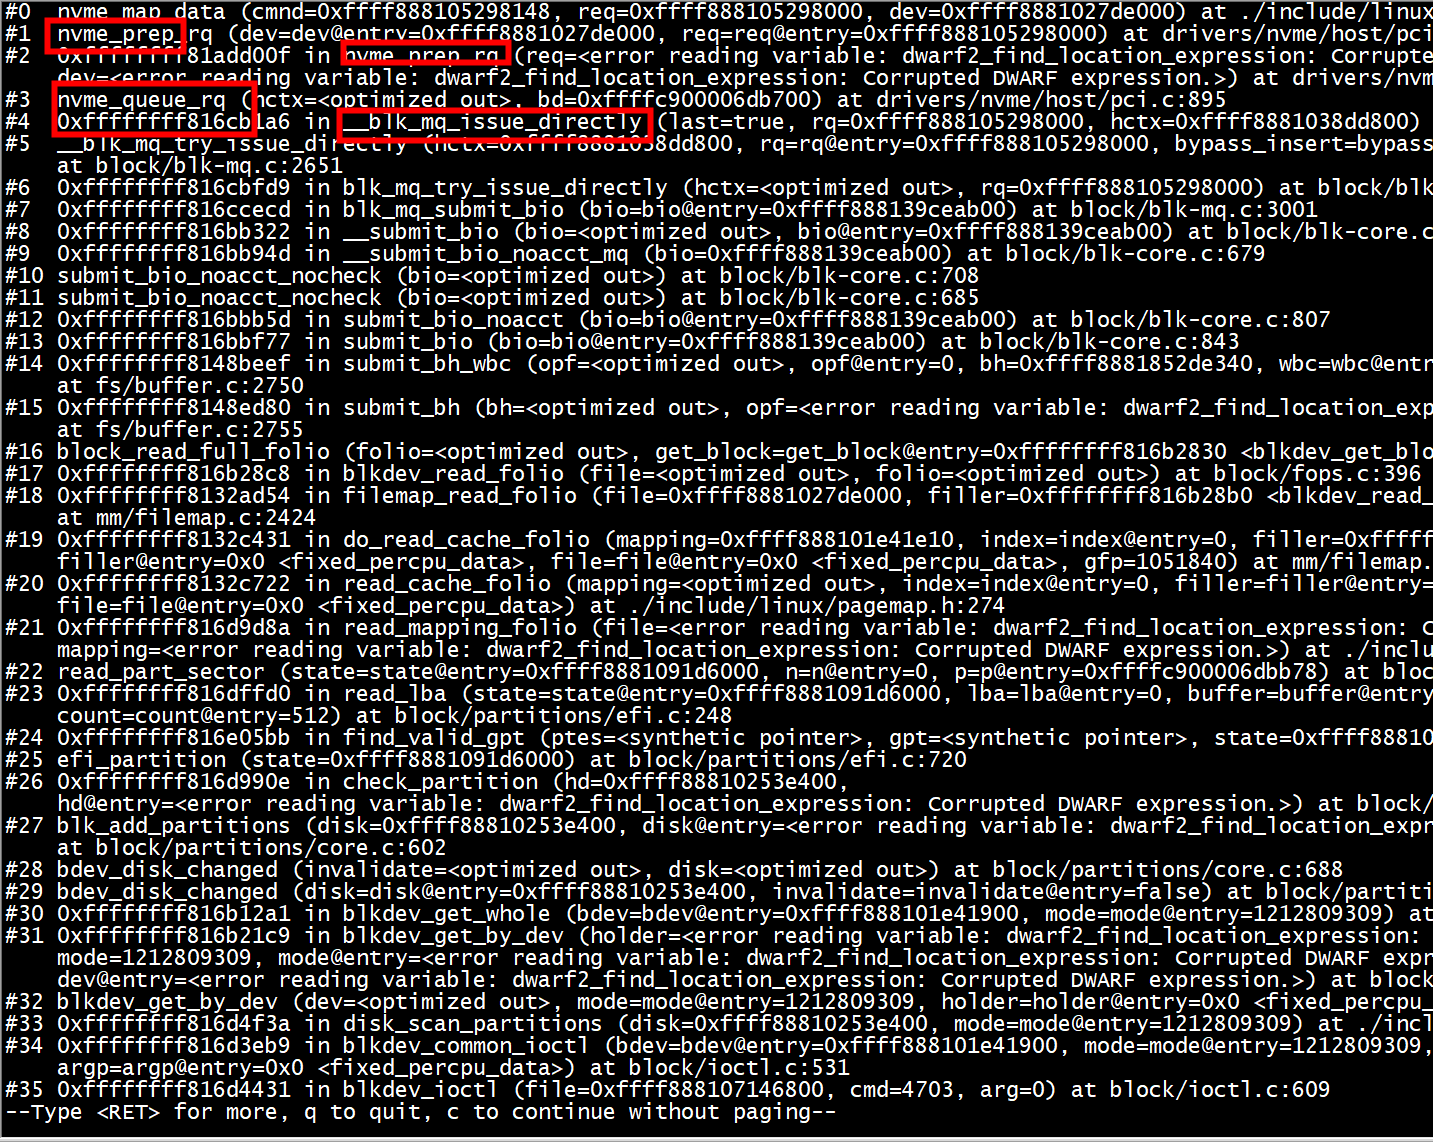 #0  nvme_map_data (cmnd=0xffff888105298148, req=0xffff888105298000, dev=0xffff8881027de000) at ./include/linux
#1  nvme_prep_rq (dev=dev@entry=0xffff8881027de000, req=req@entry=0xffff888105298000) at drivers/nvme/host/pci
#2  0xffffffff81add00f in nvme_prep_rq (req=<error reading variable: dwarf2_find_location_expression: Corrupt
    dev=<error reading variable: dwarf2_find_location_expression: Corrupted DWARF expression.>) at drivers/nvm
#3  nvme_queue_rq (hctx=<optimized out>, bd=0xffffc900006db700) at drivers/nvme/host/pci.c:895
#4  0xffffffff816cb1a6 in __blk_mq_issue_directly (last=true, rq=0xffff888105298000, hctx=0xffff8881038dd800)
#5  __blk_mq_try_issue_directly (hctx=0xffff8881038dd800, rq=rq@entry=0xffff888105298000, bypass_insert=bypass
    at block/blk-mq.c:2651
#6  0xffffffff816cbfd9 in blk_mq_try_issue_directly (hctx=<optimized out>, rq=0xffff888105298000) at block/blk
#7  0xffffffff816ccecd in blk_mq_submit_bio (bio=bio@entry=0xffff888139ceab00) at block/blk-mq.c:3001
#8  0xffffffff816bb322 in __submit_bio (bio=<optimized out>, bio@entry=0xffff888139ceab00) at block/blk-core.c
#9  0xffffffff816bb94d in __submit_bio_noacct_mq (bio=0xffff888139ceab00) at block/blk-core.c:679
#10 submit_bio_noacct_nocheck (bio=<optimized out>) at block/blk-core.c:708
#11 submit_bio_noacct_nocheck (bio=<optimized out>) at block/blk-core.c:685
#12 0xffffffff816bbb5d in submit_bio_noacct (bio=bio@entry=0xffff888139ceab00) at block/blk-core.c:807
#13 0xffffffff816bbf77 in submit_bio (bio=bio@entry=0xffff888139ceab00) at block/blk-core.c:843
#14 0xffffffff8148beef in submit_bh_wbc (opf=<optimized out>, opf@entry=0, bh=0xffff8881852de340, wbc=wbc@entr
    at fs/buffer.c:2750
#15 0xffffffff8148ed80 in submit_bh (bh=<optimized out>, opf=<error reading variable: dwarf2_find_location_exp
    at fs/buffer.c:2755
#16 block_read_full_folio (folio=<optimized out>, get_block=get_block@entry=0xffffffff816b2830 <blkdev_get_blo
#17 0xffffffff816b28c8 in blkdev_read_folio (file=<optimized out>, folio=<optimized out>) at block/fops.c:396
#18 0xffffffff8132ad54 in filemap_read_folio (file=0xffff8881027de000, filler=0xffffffff816b28b0 <blkdev_read_
    at mm/filemap.c:2424
#19 0xffffffff8132c431 in do_read_cache_folio (mapping=0xffff888101e41e10, index=index@entry=0, filler=0xfffff
    filler@entry=0x0 <fixed_percpu_data>, file=file@entry=0x0 <fixed_percpu_data>, gfp=1051840) at mm/filemap.
#20 0xffffffff8132c722 in read_cache_folio (mapping=<optimized out>, index=index@entry=0, filler=filler@entry=
    file=file@entry=0x0 <fixed_percpu_data>) at ./include/linux/pagemap.h:274
#21 0xffffffff816d9d8a in read_mapping_folio (file=<error reading variable: dwarf2_find_location_expression: C
    mapping=<error reading variable: dwarf2_find_location_expression: Corrupted DWARF expression.>) at ./inclu
#22 read_part_sector (state=state@entry=0xffff8881091d6000, n=n@entry=0, p=p@entry=0xffffc900006dbb78) at bloc
#23 0xffffffff816dffd0 in read_lba (state=state@entry=0xffff8881091d6000, lba=lba@entry=0, buffer=buffer@entry
    count=count@entry=512) at block/partitions/efi.c:248
#24 0xffffffff816e05bb in find_valid_gpt (ptes=<synthetic pointer>, gpt=<synthetic pointer>, state=0xffff88810
#25 efi_partition (state=0xffff8881091d6000) at block/partitions/efi.c:720
#26 0xffffffff816d990e in check_partition (hd=0xffff88810253e400,
    hd@entry=<error reading variable: dwarf2_find_location_expression: Corrupted DWARF expression.>) at block/
#27 blk_add_partitions (disk=0xffff88810253e400, disk@entry=<error reading variable: dwarf2_find_location_expr
    at block/partitions/core.c:602
#28 bdev_disk_changed (invalidate=<optimized out>, disk=<optimized out>) at block/partitions/core.c:688
#29 bdev_disk_changed (disk=disk@entry=0xffff88810253e400, invalidate=invalidate@entry=false) at block/partiti
#30 0xffffffff816b12a1 in blkdev_get_whole (bdev=bdev@entry=0xffff888101e41900, mode=mode@entry=1212809309) at
#31 0xffffffff816b21c9 in blkdev_get_by_dev (holder=<error reading variable: dwarf2_find_location_expression:
    mode=1212809309, mode@entry=<error reading variable: dwarf2_find_location_expression: Corrupted DWARF expr
    dev@entry=<error reading variable: dwarf2_find_location_expression: Corrupted DWARF expression.>) at block
#32 blkdev_get_by_dev (dev=<optimized out>, mode=mode@entry=1212809309, holder=holder@entry=0x0 <fixed_percpu_
#33 0xffffffff816d4f3a in disk_scan_partitions (disk=0xffff88810253e400, mode=mode@entry=1212809309) at ./incl
#34 0xffffffff816d3eb9 in blkdev_common_ioctl (bdev=bdev@entry=0xffff888101e41900, mode=mode@entry=1212809309,
    argp=argp@entry=0x0 <fixed_percpu_data>) at block/ioctl.c:531
#35 0xffffffff816d4431 in blkdev_ioctl (file=0xffff888107146800, cmd=4703, arg=0) at block/ioctl.c:609
--Type <RET> for more, q to quit, c to continue without paging--